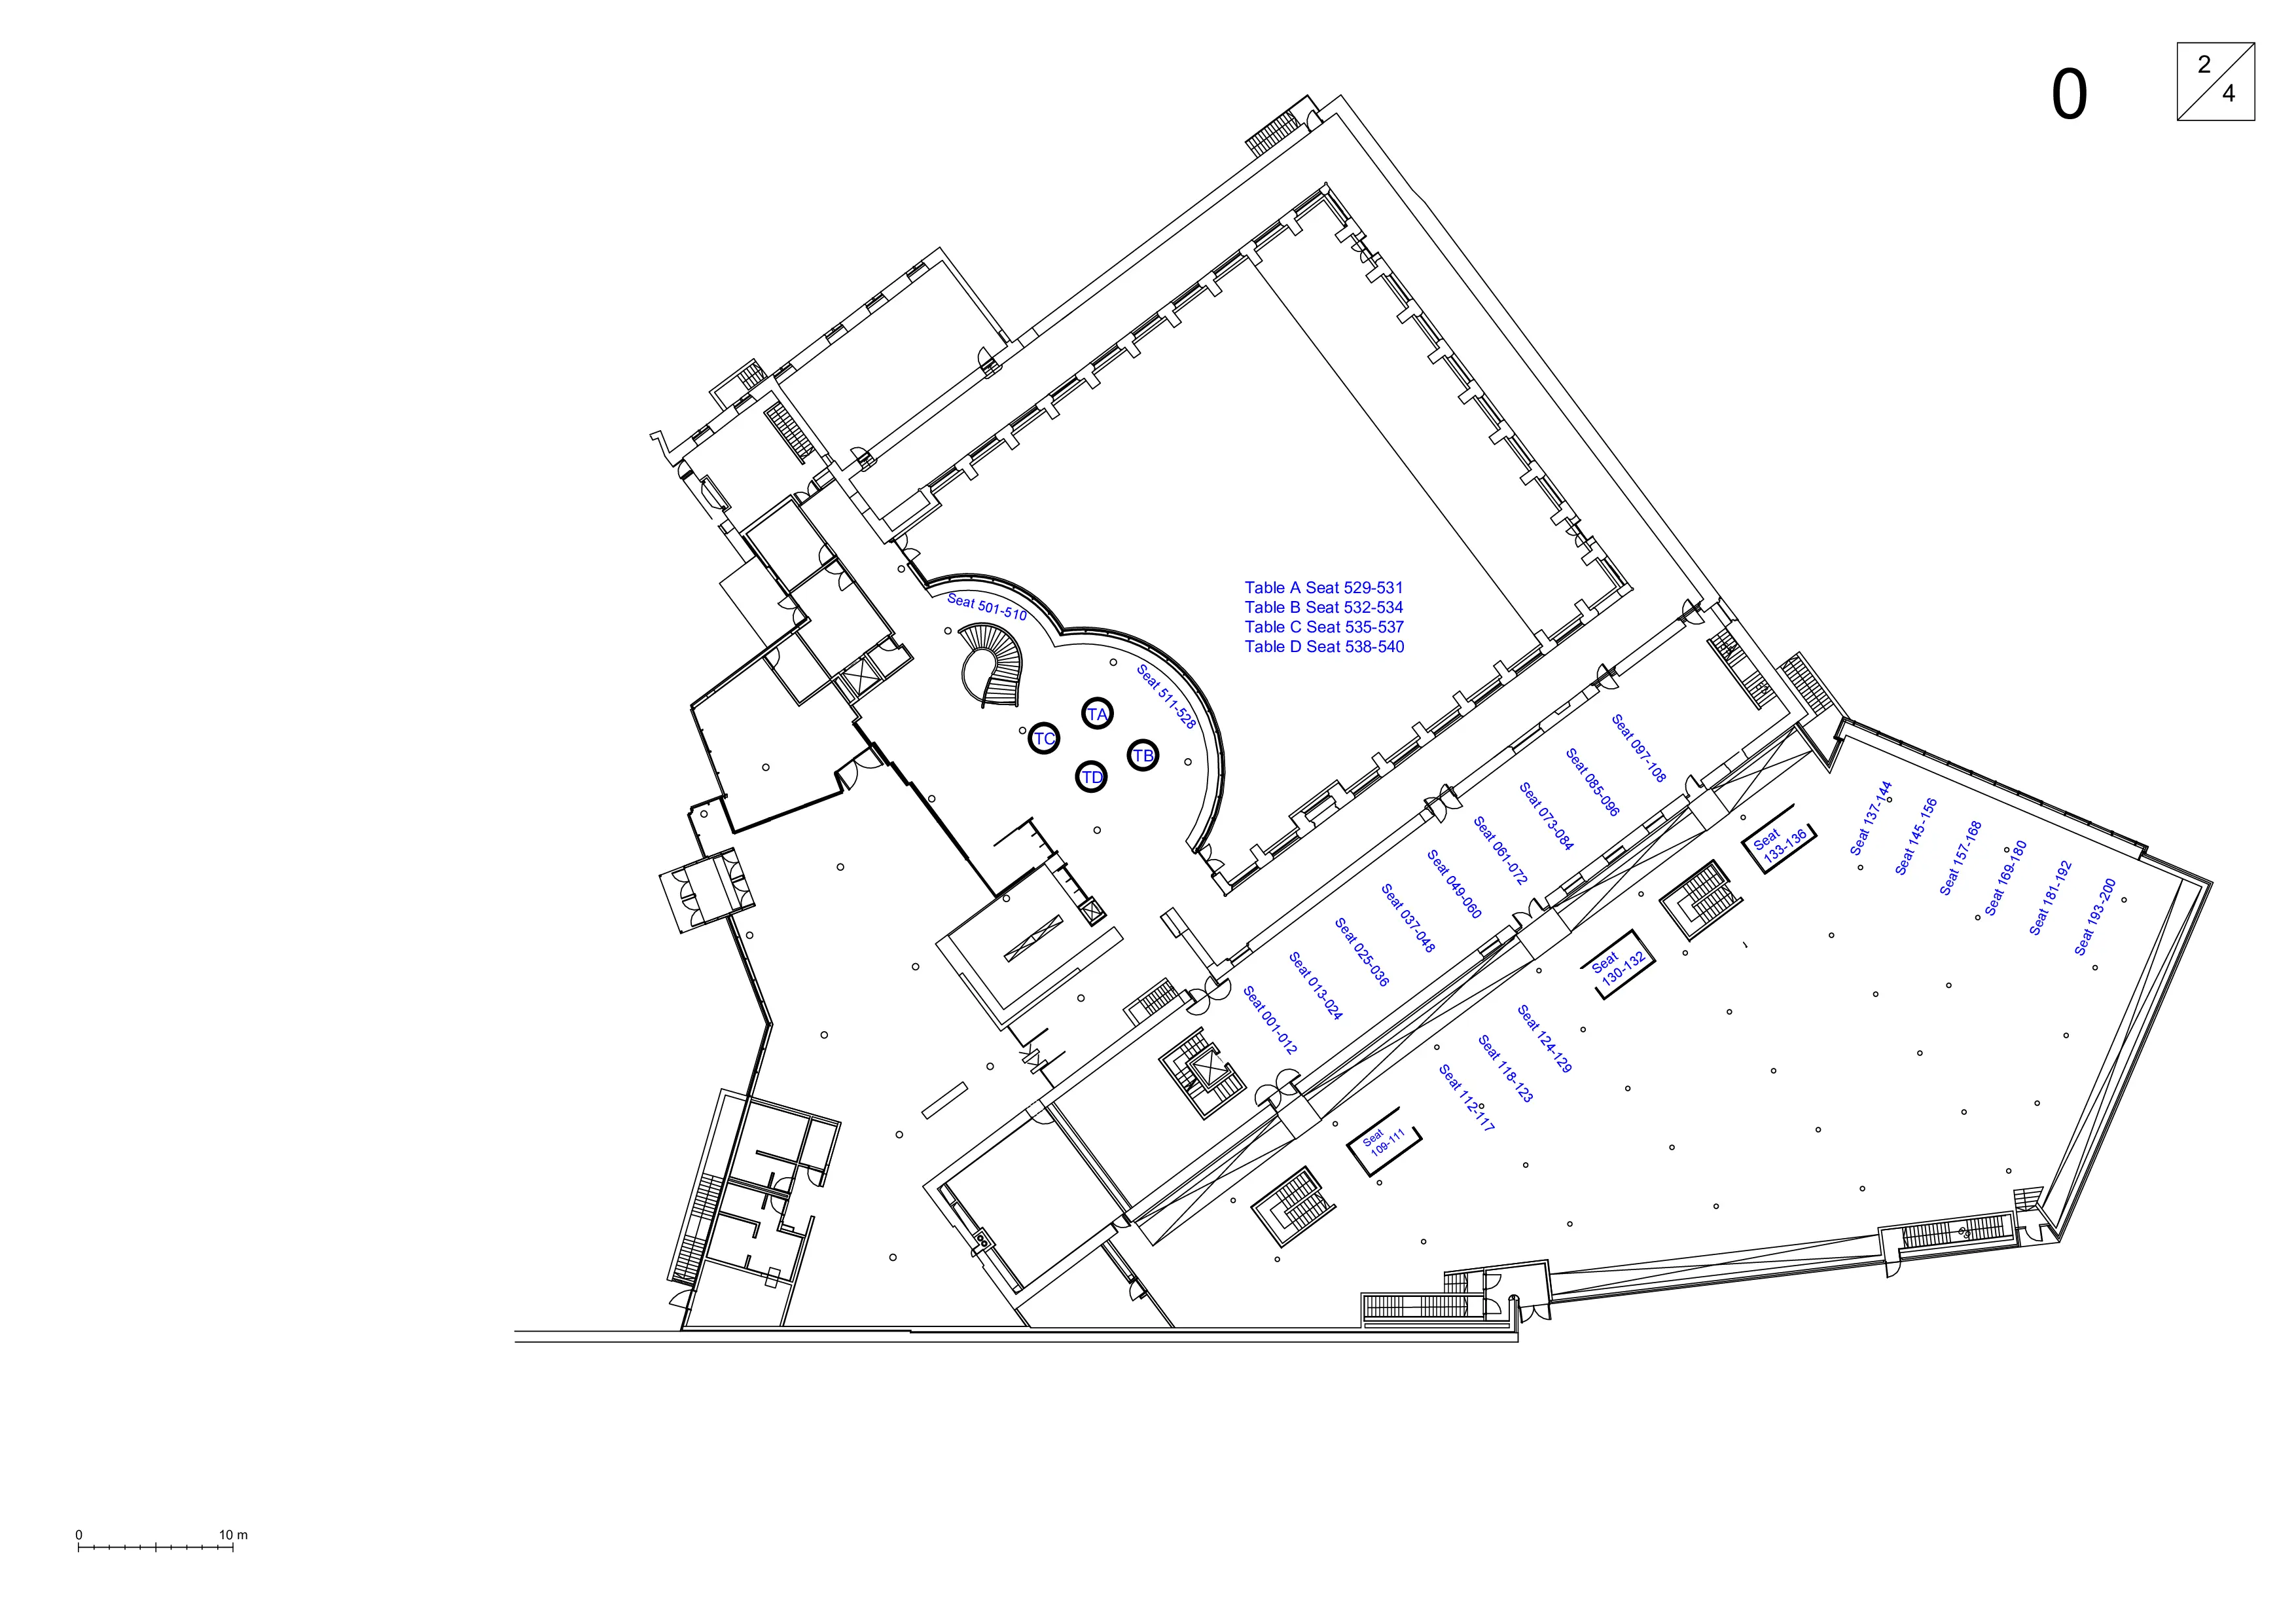 0
2
4
Seat 501-510
Table A Seat 529-531
Table B Seat 532-534
Table C Seat 535-537
Table D Seat 538-540
Seat 511-528
TA
TC
TB
TD
Seat 097-108
Seat 085-096
Seat 073-084
Seat 061-072
Seat 049-060
Seat 037-048
Seat 025-036
Seat 013-024
Seat 001-012
Seat
133-136
Seat 137-144
Seat 145-156
Seat 157-168
Seat 169-180
Seat 181-192
Seat 193-200
Seat
130-132
Seat 124-129
Seat 118-123
Seat 112-117
Seat
109-111
0
10 m